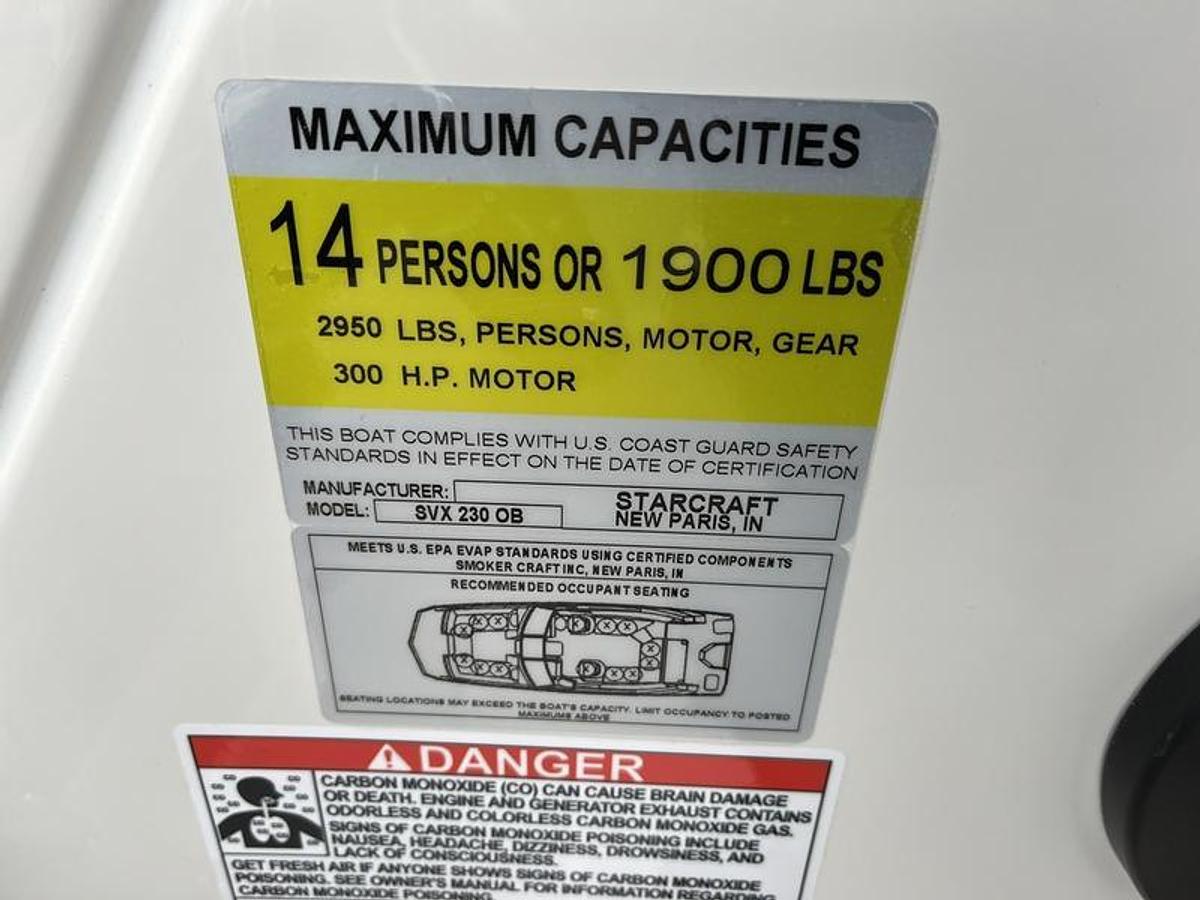 MAXIMUM CAPACITIES
14 PERSONS OR 1900 LBS
2950 LBS, PERSONS, MOTOR, GEAR
300 H.P. MOTOR
THIS BOAT COMPLIES WITH U.S. COAST GUARD SAFETY
STANDARDS IN EFFECT ON THE DATE OF CERTIFICATION
MANUFACTURER: STARCRAFT
MODEL: SVX 230 OB NEW PARIS, IN
MEETS U.S. EPA EVAP STANDARDS USING CERTIFIED COMPONENTS
SMOKER CRAFT INC, NEW PARIS, IN
RECOMMENDED OCCUPANT SEATING
SEATING LOCATIONS MAY EXCEED THE BOAT'S CAPACITY. LIMIT OCCUPANCY TO POSTED
MAXIMUMS ABOVE
DANGER
CARBON MONOXIDE (CO) CAN CAUSE BRAIN DAMAGE
OR DEATH. ENGINE AND GENERATOR EXHAUST CONTAINS
ODORLESS AND COLORLESS CARBON MONOXIDE GAS.
SIGNS OF CARBON MONOXIDE POISONING INCLUDE
NAUSEA, HEADACHE, DIZZINESS, DROWSINESS, AND
LACK OF CONSCIOUSNESS.
GET FRESH AIR IF ANYONE SHOWS SIGNS OF CARBON MONOXIDE
POISONING. SEE OWNER'S MANUAL FOR INFORMATION REGARDING
CARBON MONOXIDE POISONING.